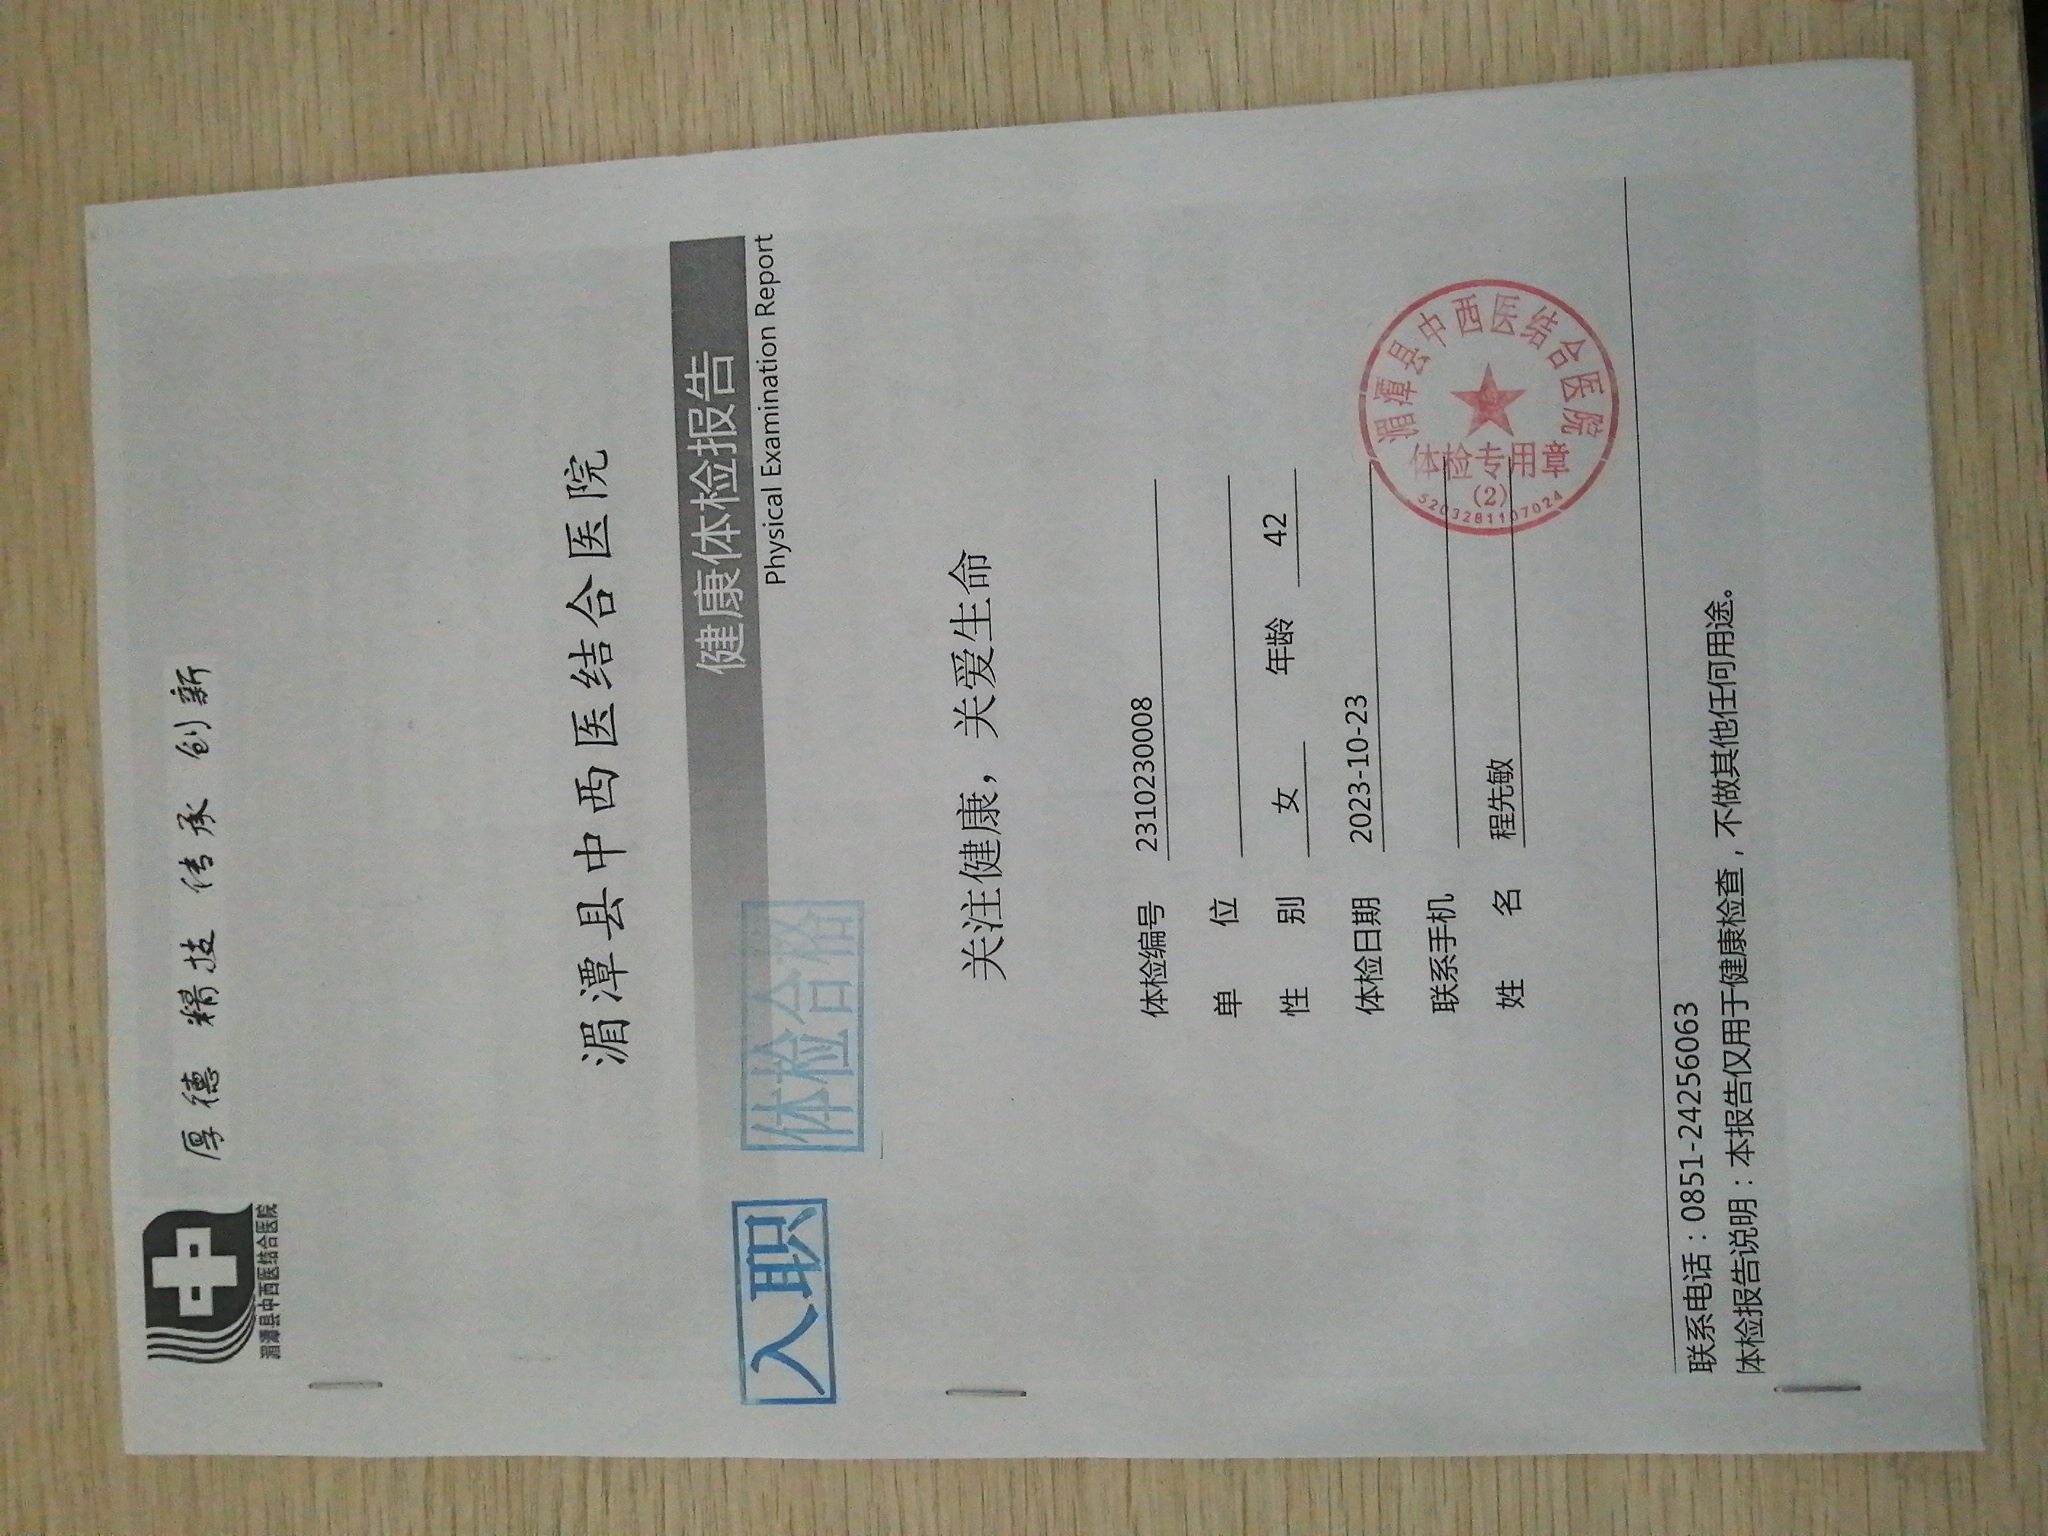 厚德 精技 传承 创新
湄潭县中西医结合医院
湄潭县中西医结合医院
健康体检报告
Physical Examination Report
入职
体检合格
关注健康，关爱生命
体检编号 2310230008
单 位
性 别 女 年龄 42
体检日期 2023-10-23
联系手机
姓 名 程先敏
湄潭县中西医结合医院
体检专用章
(2)
5203281107024
联系电话：0851-24256063
体检报告说明：本报告仅用于健康检查，不做其他任何用途。